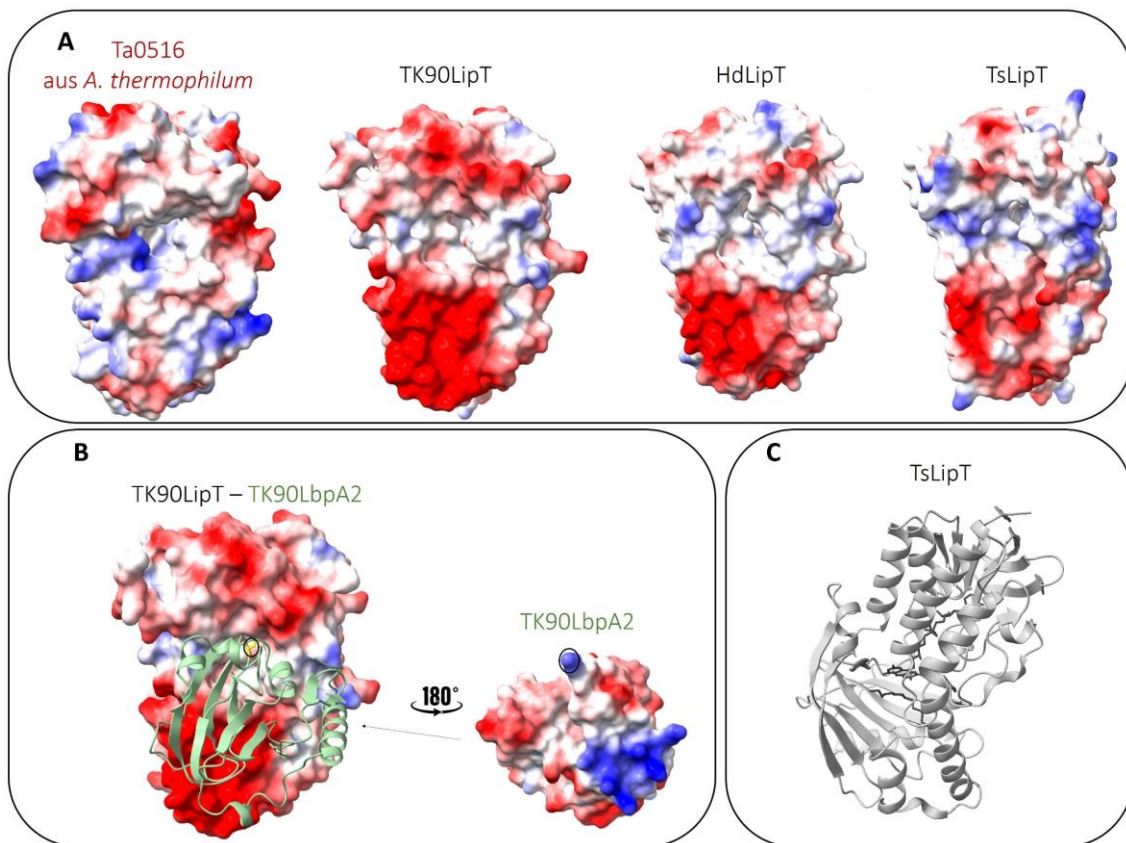 A
Ta0516
aus A. thermophilum
TK90LipT
HdLipT
TsLipT
B
TK90LipT – TK90LbpA2
180°
TK90LbpA2
C
TsLipT